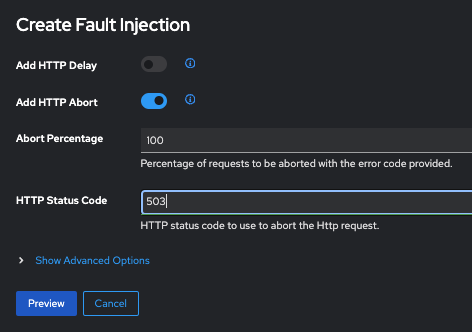 Create Fault Injection
Add HTTP Delay
Add HTTP Abort
Abort Percentage
100
Percentage of requests to be aborted with the error code provided.
HTTP Status Code
503
HTTP status code to use to abort the Http request.
Show Advanced Options
Preview
Cancel